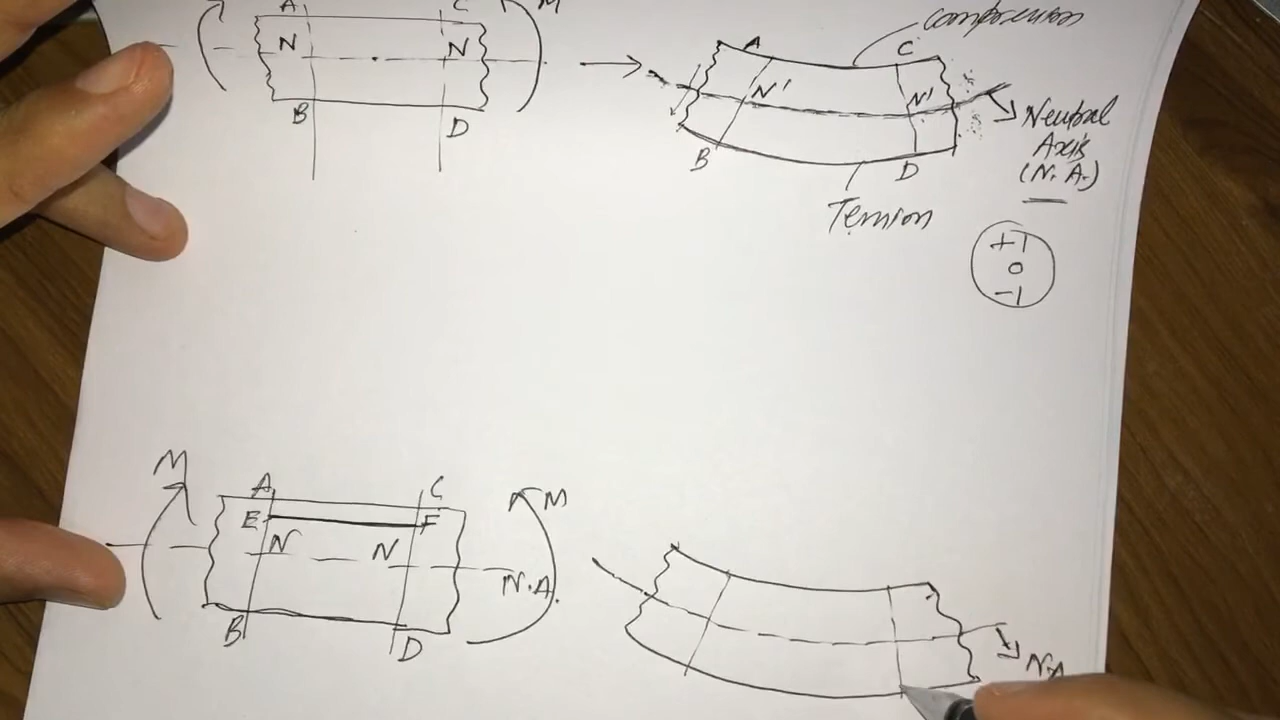 A C M
N N
B D
compression
A C
N' N'
B D
Neutral
Axis
(N.A.)
Tension
+1
0
-1
M
A C M
E F
N N
N.A.
B D
N.A